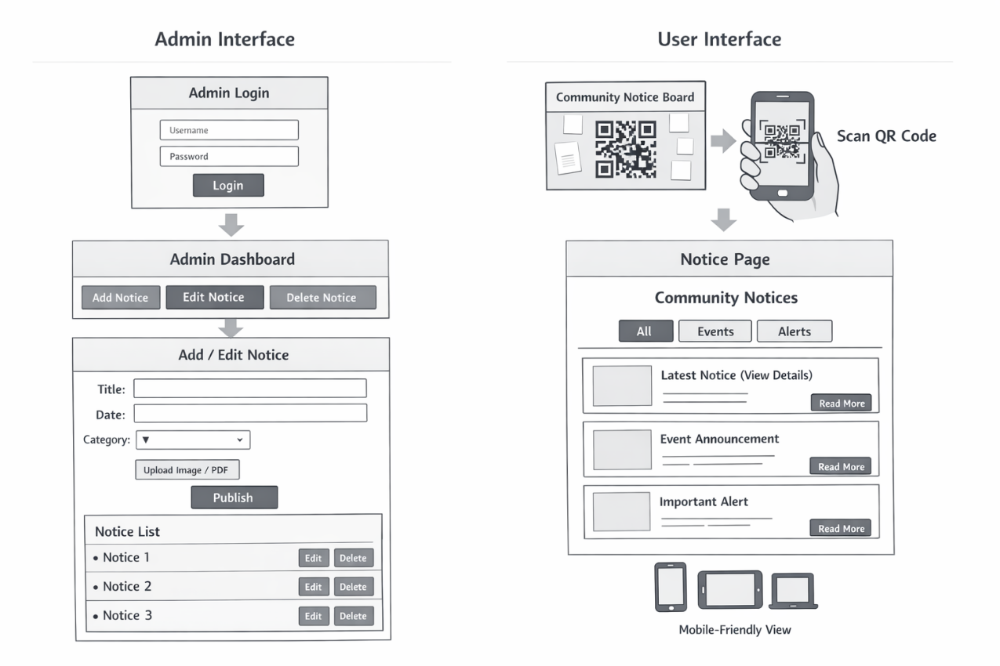 Admin Interface
Admin Login
Username
Password
Login
Admin Dashboard
Add Notice Edit Notice Delete Notice
Add / Edit Notice
Title:
Date:
Category:
Upload Image / PDF
Publish
Notice List
• Notice 1 Edit Delete
• Notice 2 Edit Delete
• Notice 3 Edit Delete
User Interface
Community Notice Board
Scan QR Code
Notice Page
Community Notices
All Events Alerts
Latest Notice (View Details)
Read More
Event Announcement
Read More
Important Alert
Read More
Mobile-Friendly View